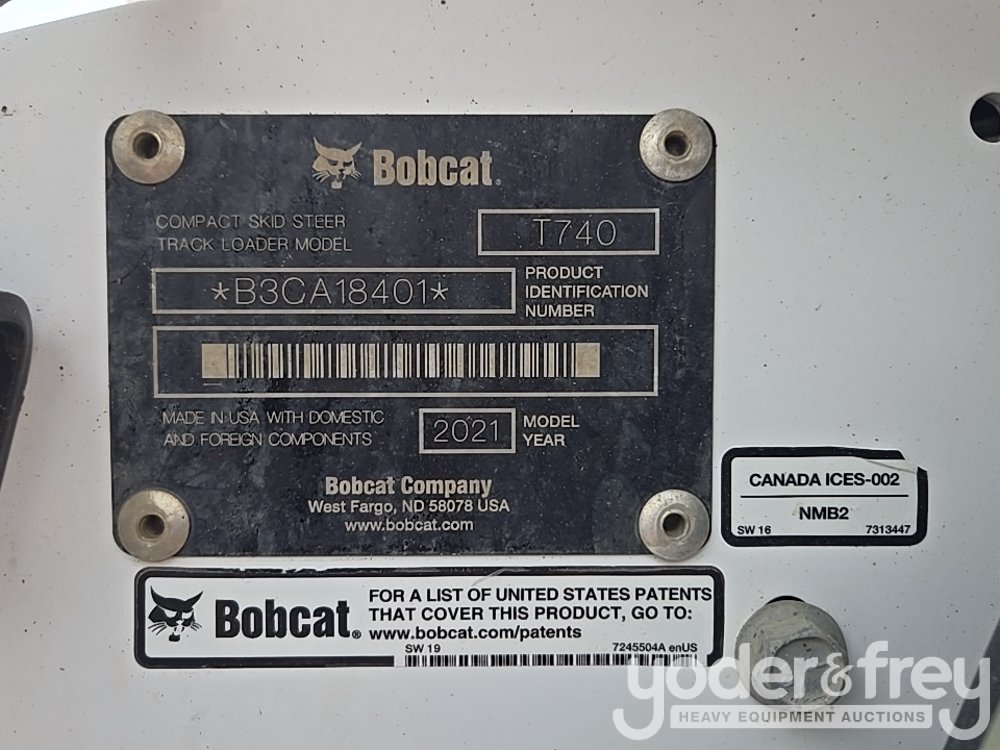 Bobcat.
COMPACT SKID STEER
TRACK LOADER MODEL
T740
*B3CA18401*
PRODUCT
IDENTIFICATION
NUMBER
MADE IN USA WITH DOMESTIC
AND FOREIGN COMPONENTS
2021
MODEL
YEAR
Bobcat Company
West Fargo, ND 58078 USA
www.bobcat.com
CANADA ICES-002
NMB2
SW 16 7313447
Bobcat.
FOR A LIST OF UNITED STATES PATENTS
THAT COVER THIS PRODUCT, GO TO:
www.bobcat.com/patents
SW 19 7245504A enUS
yoder&frey
HEAVY EQUIPMENT AUCTIONS